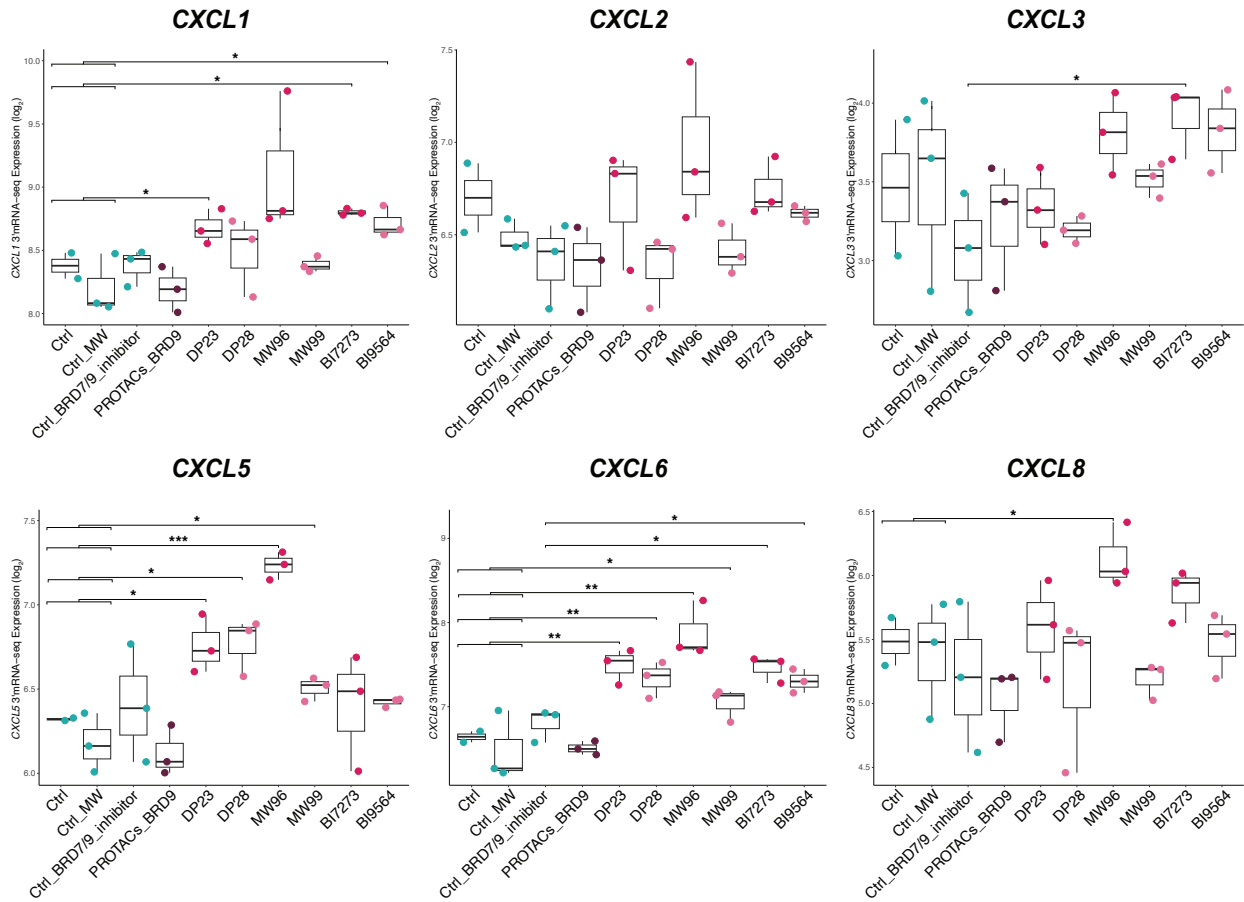 CXCL1
CXCL1 3'mRNA−seq Expression (log2)
10.0
9.5
9.0
8.5
8.0
*
*
*
Ctrl
Ctrl_MW
Ctrl_BRD7/9_inhibitor
PROTACs_BRD9
DP23
DP28
MW96
MW99
BI7273
BI9564
CXCL2
CXCL2 3'mRNA−seq Expression (log2)
7.5
7.0
6.5
Ctrl
Ctrl_MW
Ctrl_BRD7/9_inhibitor
PROTACs_BRD9
DP23
DP28
MW96
MW99
BI7273
BI9564
CXCL3
CXCL3 3'mRNA−seq Expression (log2)
4.0
3.5
3.0
*
Ctrl
Ctrl_MW
Ctrl_BRD7/9_inhibitor
PROTACs_BRD9
DP23
DP28
MW96
MW99
BI7273
BI9564
CXCL5
CXCL5 3'mRNA−seq Expression (log2)
7.5
7.0
6.5
6.0
*
***
*
*
Ctrl
Ctrl_MW
Ctrl_BRD7/9_inhibitor
PROTACs_BRD9
DP23
DP28
MW96
MW99
BI7273
BI9564
CXCL6
CXCL6 3'mRNA−seq Expression (log2)
9
8
7
*
*
*
**
**
**
Ctrl
Ctrl_MW
Ctrl_BRD7/9_inhibitor
PROTACs_BRD9
DP23
DP28
MW96
MW99
BI7273
BI9564
CXCL8
CXCL8 3'mRNA−seq Expression (log2)
6.5
6.0
5.5
5.0
4.5
*
Ctrl
Ctrl_MW
Ctrl_BRD7/9_inhibitor
PROTACs_BRD9
DP23
DP28
MW96
MW99
BI7273
BI9564